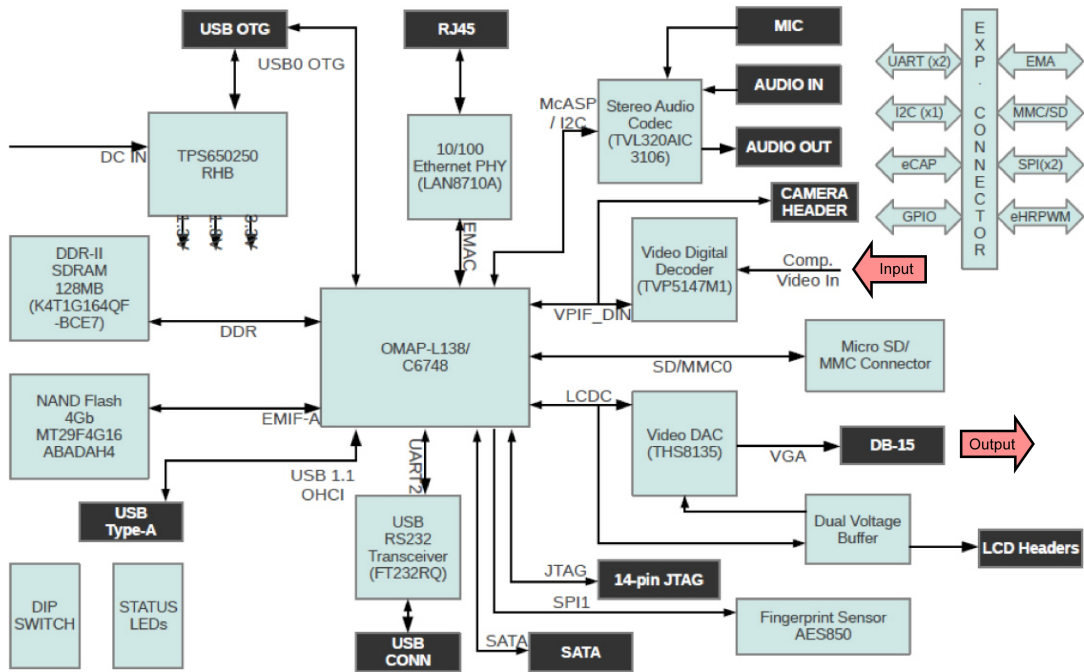 USB OTG
USB0 OTG
RJ45
MIC
AUDIO IN
AUDIO OUT
McASP
/ I2C
Stereo Audio
Codec
(TVL320AIC
3106)
DC IN
TPS650250
RHB
10/100
Ethernet PHY
(LAN8710A)
EMAC
CAMERA
HEADER
UART (x2)
I2C (x1)
eCAP
GPIO
EXP. CONNECTOR
EMA
MMC/SD
SPI(x2)
eHRPWM
DDR-II
SDRAM
128MB
(K4T1G164QF
-BCE7)
DDR
Video Digital
Decoder
(TVP5147M1)
Comp.
Video In
Input
VPIF_DIN
OMAP-L138/
C6748
SD/MMC0
Micro SD/
MMC Connector
NAND Flash
4Gb
MT29F4G16
ABADAH4
EMIF-A
LCDC
Video DAC
(THS8135)
VGA
DB-15
Output
USB 1.1
OHCI
UART2
USB
Type-A
USB
RS232
Transceiver
(FT232RQ)
Dual Voltage
Buffer
LCD Headers
JTAG
14-pin JTAG
SPI1
Fingerprint Sensor
AES850
DIP
SWITCH
STATUS
LEDs
USB
CONN
SATA
SATA